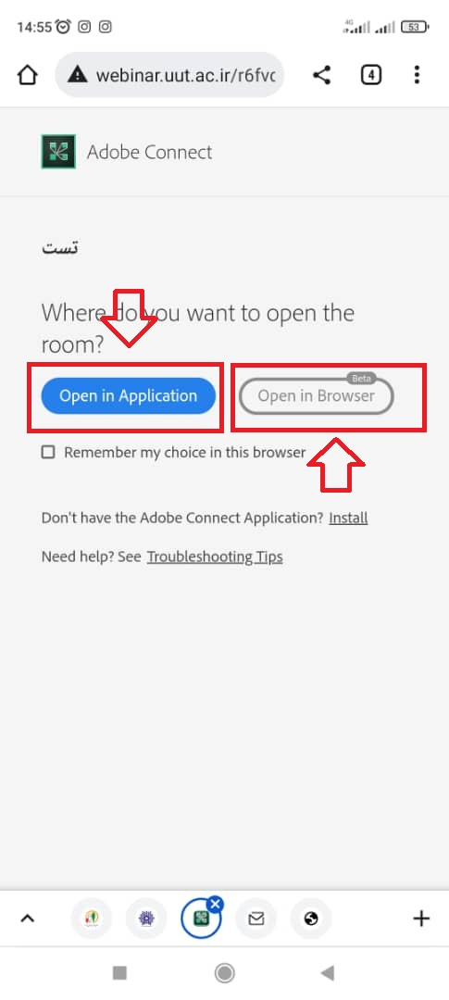 14:55
4G
53
webinar.uut.ac.ir/r6fvc
4
Adobe Connect
تست
Where do you want to open the
room?
Beta
Open in Application
Open in Browser
Remember my choice in this browser
Don't have the Adobe Connect Application? Install
Need help? See Troubleshooting Tips